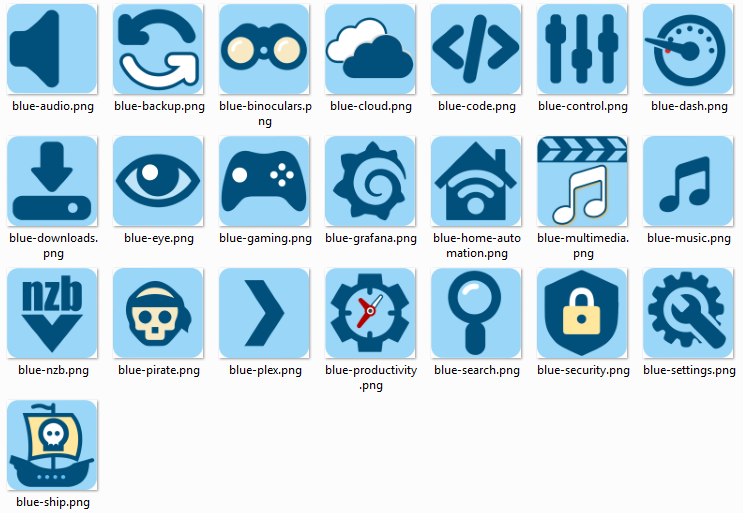 blue-audio.png
blue-backup.png
blue-binoculars.p
ng
blue-cloud.png
blue-code.png
blue-control.png
blue-dash.png
blue-downloads.
png
blue-eye.png
blue-gaming.png
blue-grafana.png
blue-home-auto
mation.png
blue-multimedia.
png
blue-music.png
nzb
blue-nzb.png
blue-pirate.png
blue-plex.png
blue-productivity
.png
blue-search.png
blue-security.png
blue-settings.png
blue-ship.png